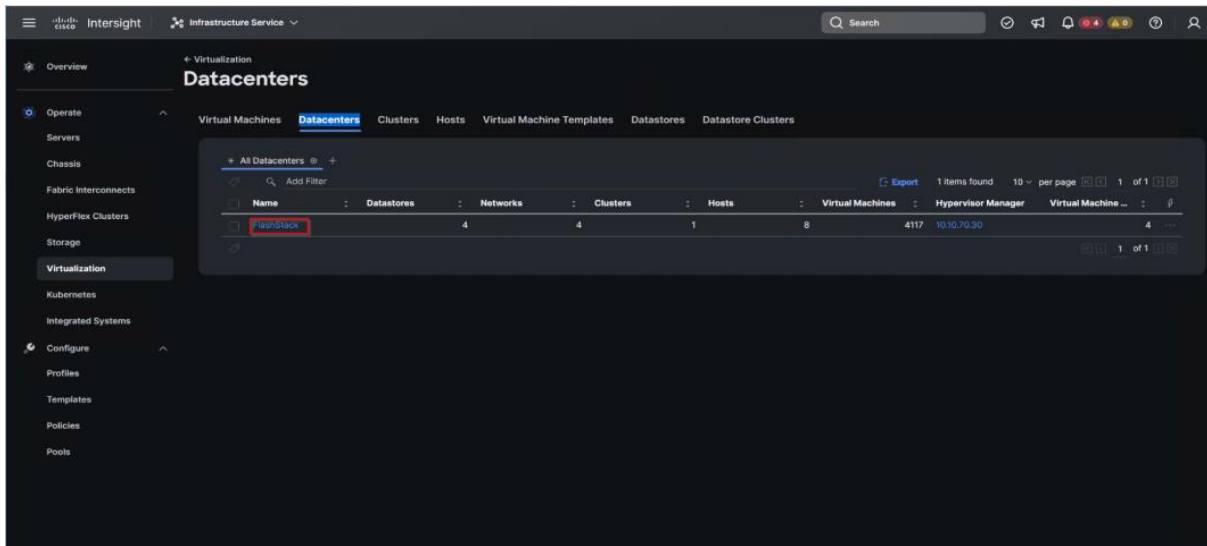 cisco Intersight Infrastructure Service Search 4 0
Overview
← Virtualization
Datacenters
Operate
Servers
Chassis
Fabric Interconnects
HyperFlex Clusters
Storage
Virtualization
Kubernetes
Integrated Systems
Configure
Profiles
Templates
Policies
Pools
Virtual Machines Datacenters Clusters Hosts Virtual Machine Templates Datastores Datastore Clusters
All Datacenters +
Add Filter Export 1 items found 10 per page 1 of 1
Name Datastores Networks Clusters Hosts Virtual Machines Hypervisor Manager Virtual Machine ...
FlashStack 4 4 1 8 4117 10.10.70.30 4 ...
1 of 1